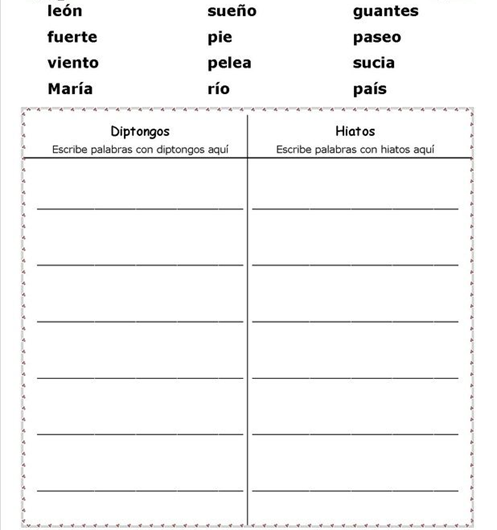 león sueño guantes
fuerte pie paseo
viento pelea sucia
María río país
Diptongos Hiatos
Escribe palabras con diptongos aquí Escribe palabras con hiatos aquí